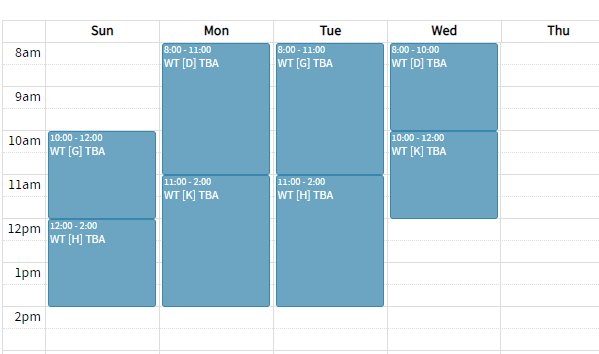 Sun Mon Tue Wed Thu
8am
8:00 - 11:00
WT [D] TBA
8:00 - 11:00
WT [G] TBA
8:00 - 10:00
WT [D] TBA
9am
10am
10:00 - 12:00
WT [G] TBA
10:00 - 12:00
WT [K] TBA
11am
11:00 - 2:00
WT [K] TBA
11:00 - 2:00
WT [H] TBA
12pm
12:00 - 2:00
WT [H] TBA
1pm
2pm